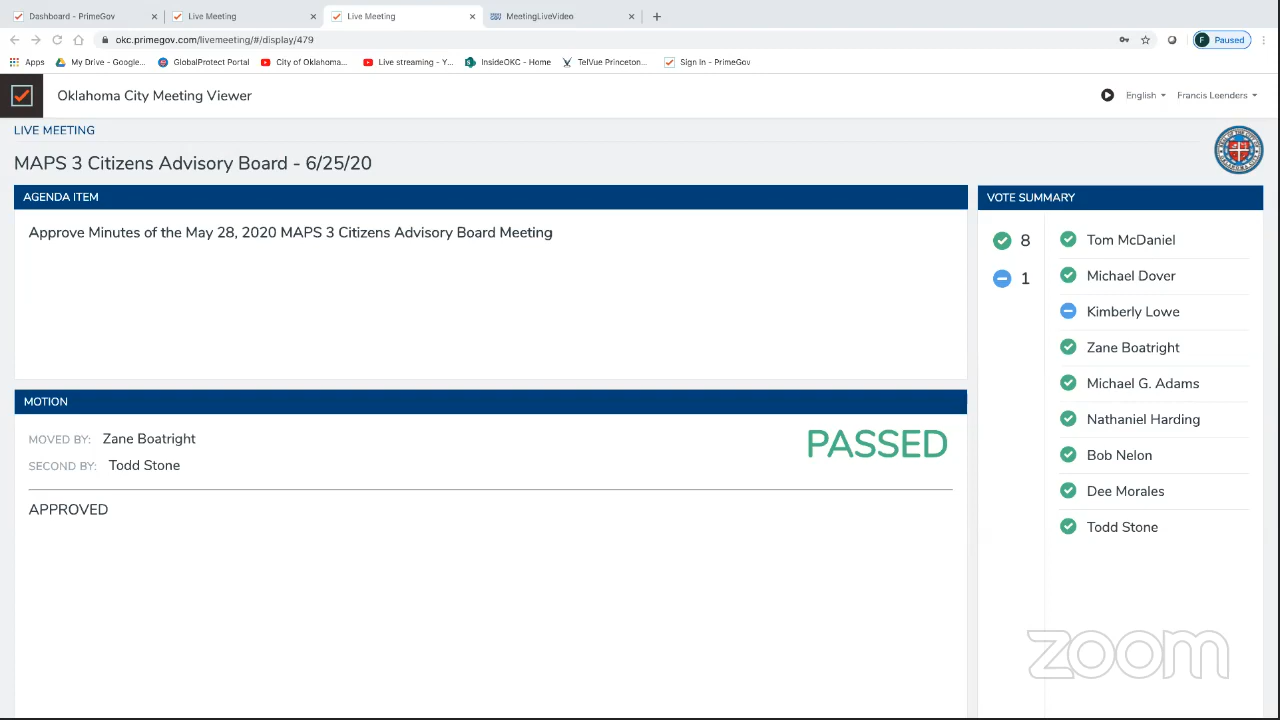 Dashboard - PrimeGov
Live Meeting
Live Meeting
MeetingLiveVideo
okc.primegov.com/livemeeting/#/display/479
F Paused
Apps
My Drive - Google...
GlobalProtect Portal
City of Oklahoma...
Live streaming - Y...
InsideOKC - Home
TelVue Princeton...
Sign In - PrimeGov
Oklahoma City Meeting Viewer
English
Francis Leenders
LIVE MEETING
MAPS 3 Citizens Advisory Board - 6/25/20
AGENDA ITEM
Approve Minutes of the May 28, 2020 MAPS 3 Citizens Advisory Board Meeting
MOTION
MOVED BY: Zane Boatright
SECOND BY: Todd Stone
PASSED
APPROVED
VOTE SUMMARY
8
1
Tom McDaniel
Michael Dover
Kimberly Lowe
Zane Boatright
Michael G. Adams
Nathaniel Harding
Bob Nelon
Dee Morales
Todd Stone
zoom